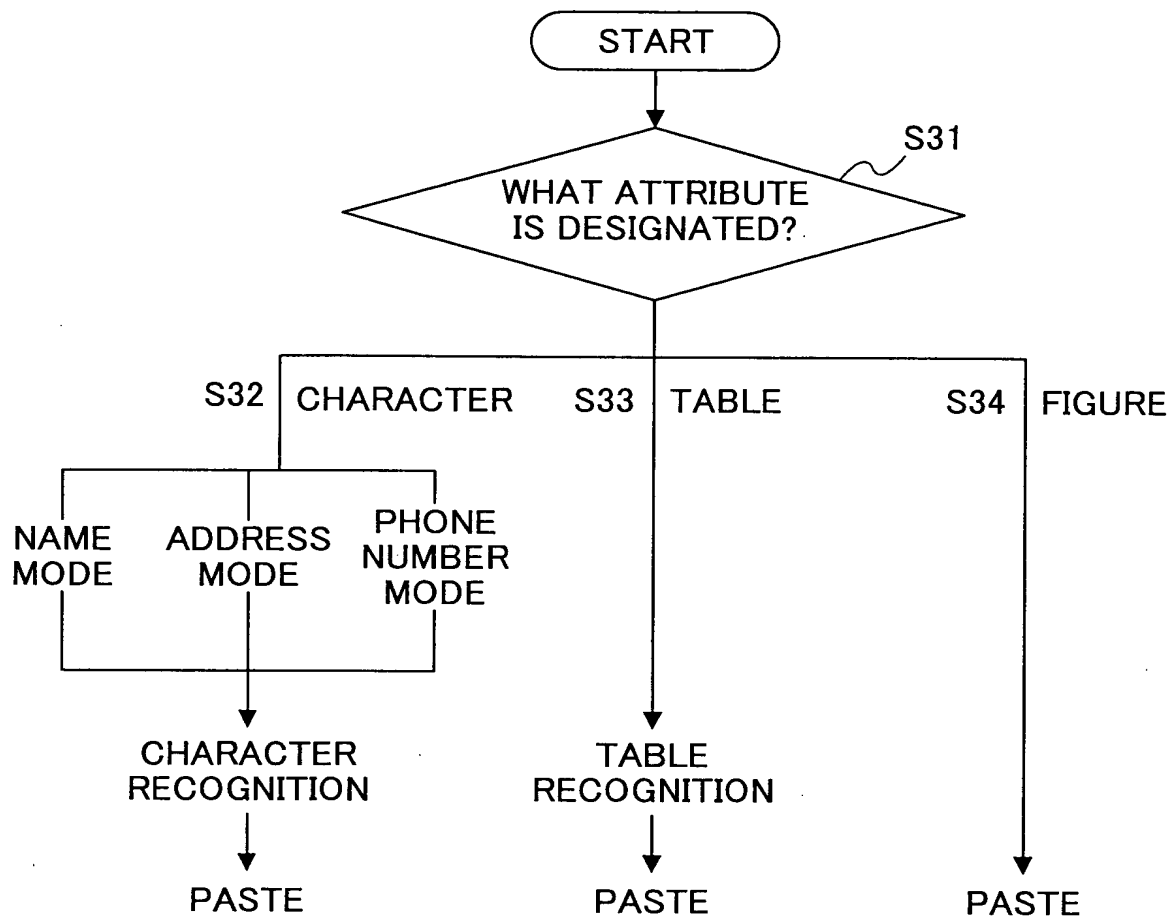 START
S31
WHAT ATTRIBUTE
IS DESIGNATED?
S32 CHARACTER
S33 TABLE
S34 FIGURE
NAME
MODE
ADDRESS
MODE
PHONE
NUMBER
MODE
CHARACTER
RECOGNITION
TABLE
RECOGNITION
PASTE
PASTE
PASTE